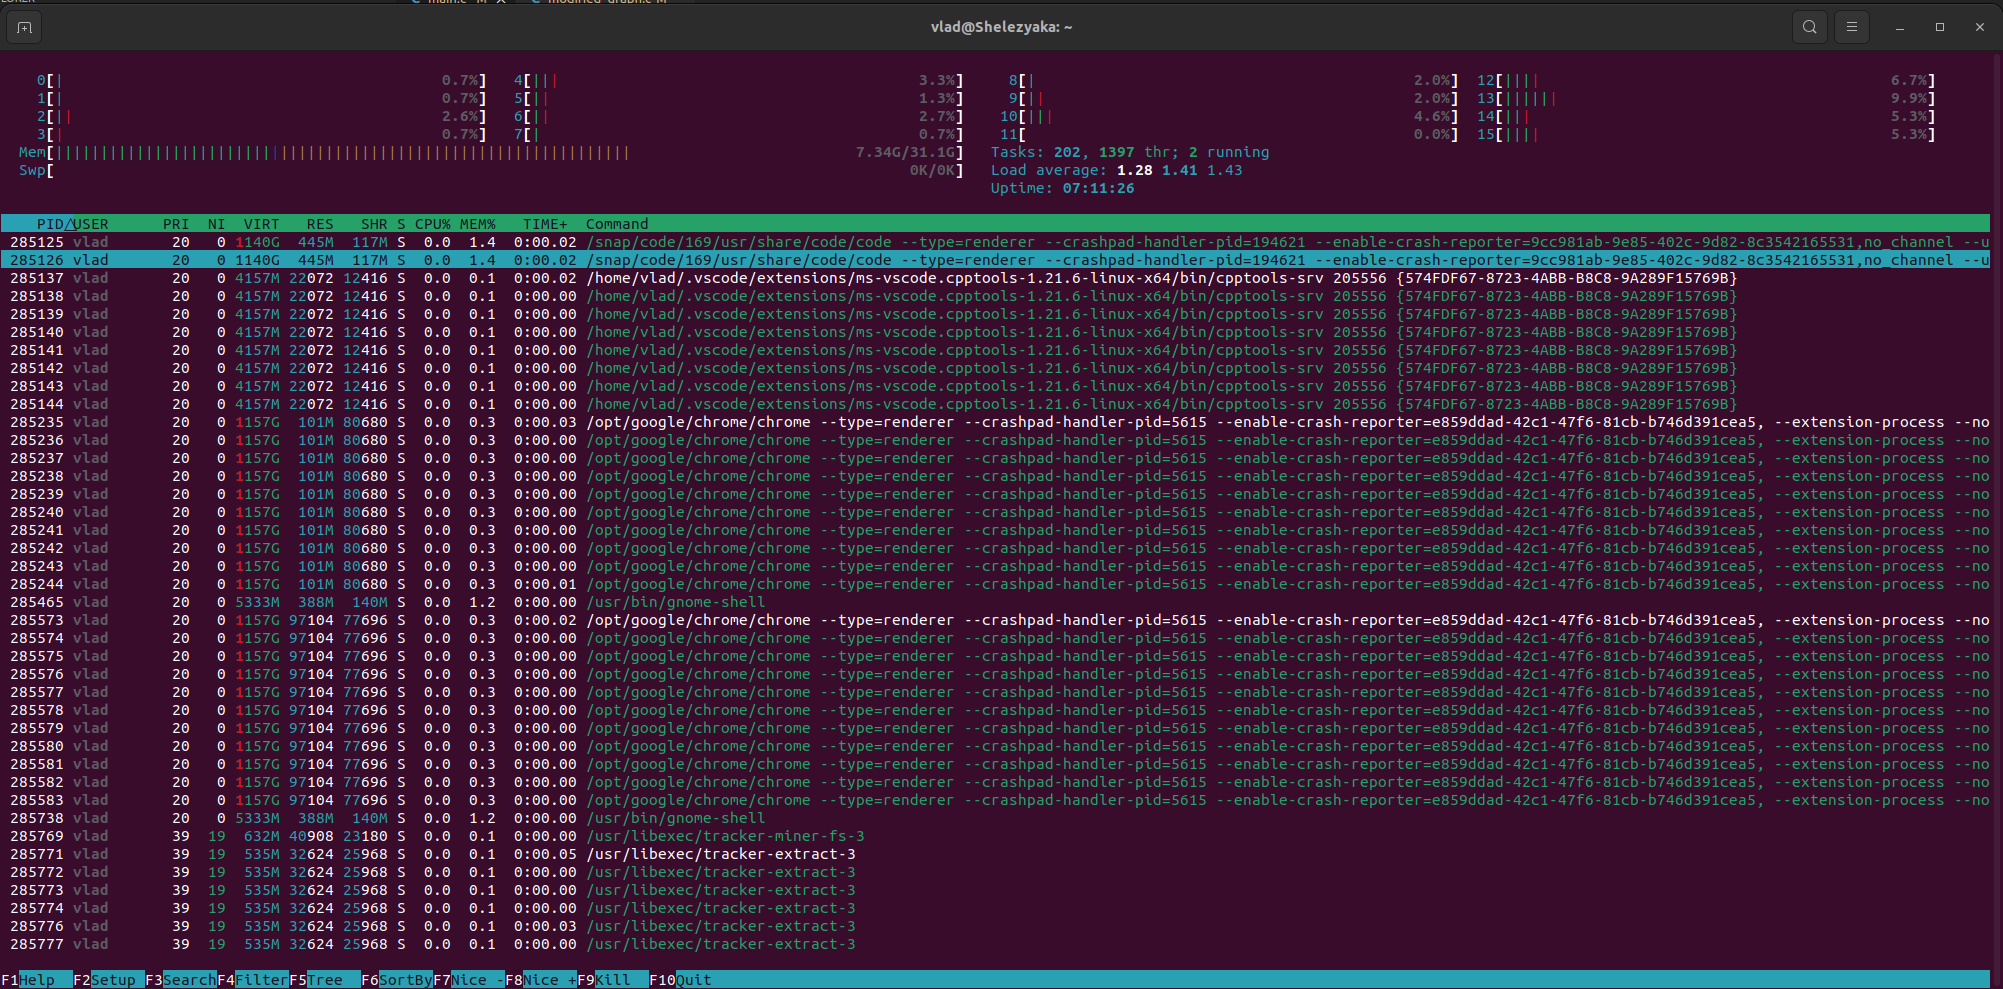 main.c M X modified_graph.c M
vlad@Shelezyaka: ~
0[| 0.7%] 4[||| 3.3%] 8[| 2.0%] 12[|||| 6.7%]
1[| 0.7%] 5[|| 1.3%] 9[|| 2.0%] 13[|||||| 9.9%]
2[|| 2.6%] 6[|| 2.7%] 10[||| 4.6%] 14[||| 5.3%]
3[| 0.7%] 7[| 0.7%] 11[ 0.0%] 15[|||| 5.3%]
Mem[||||||||||||||||||||||||||||||||||||||||||||||||||||||||||||||||| 7.34G/31.1G] Tasks: 202, 1397 thr; 2 running
Swp[ 0K/0K] Load average: 1.28 1.41 1.43
Uptime: 07:11:26
PID△USER PRI NI VIRT RES SHR S CPU% MEM% TIME+ Command
285125 vlad 20 0 1140G 445M 117M S 0.0 1.4 0:00.02 /snap/code/169/usr/share/code/code --type=renderer --crashpad-handler-pid=194621 --enable-crash-reporter=9cc981ab-9e85-402c-9d82-8c3542165531,no_channel --u
285126 vlad 20 0 1140G 445M 117M S 0.0 1.4 0:00.02 /snap/code/169/usr/share/code/code --type=renderer --crashpad-handler-pid=194621 --enable-crash-reporter=9cc981ab-9e85-402c-9d82-8c3542165531,no_channel --u
285137 vlad 20 0 4157M 22072 12416 S 0.0 0.1 0:00.02 /home/vlad/.vscode/extensions/ms-vscode.cpptools-1.21.6-linux-x64/bin/cpptools-srv 205556 {574FDF67-8723-4ABB-B8C8-9A289F15769B}
285138 vlad 20 0 4157M 22072 12416 S 0.0 0.1 0:00.00 /home/vlad/.vscode/extensions/ms-vscode.cpptools-1.21.6-linux-x64/bin/cpptools-srv 205556 {574FDF67-8723-4ABB-B8C8-9A289F15769B}
285139 vlad 20 0 4157M 22072 12416 S 0.0 0.1 0:00.00 /home/vlad/.vscode/extensions/ms-vscode.cpptools-1.21.6-linux-x64/bin/cpptools-srv 205556 {574FDF67-8723-4ABB-B8C8-9A289F15769B}
285140 vlad 20 0 4157M 22072 12416 S 0.0 0.1 0:00.00 /home/vlad/.vscode/extensions/ms-vscode.cpptools-1.21.6-linux-x64/bin/cpptools-srv 205556 {574FDF67-8723-4ABB-B8C8-9A289F15769B}
285141 vlad 20 0 4157M 22072 12416 S 0.0 0.1 0:00.00 /home/vlad/.vscode/extensions/ms-vscode.cpptools-1.21.6-linux-x64/bin/cpptools-srv 205556 {574FDF67-8723-4ABB-B8C8-9A289F15769B}
285142 vlad 20 0 4157M 22072 12416 S 0.0 0.1 0:00.00 /home/vlad/.vscode/extensions/ms-vscode.cpptools-1.21.6-linux-x64/bin/cpptools-srv 205556 {574FDF67-8723-4ABB-B8C8-9A289F15769B}
285143 vlad 20 0 4157M 22072 12416 S 0.0 0.1 0:00.00 /home/vlad/.vscode/extensions/ms-vscode.cpptools-1.21.6-linux-x64/bin/cpptools-srv 205556 {574FDF67-8723-4ABB-B8C8-9A289F15769B}
285144 vlad 20 0 4157M 22072 12416 S 0.0 0.1 0:00.00 /home/vlad/.vscode/extensions/ms-vscode.cpptools-1.21.6-linux-x64/bin/cpptools-srv 205556 {574FDF67-8723-4ABB-B8C8-9A289F15769B}
285235 vlad 20 0 1157G 101M 80680 S 0.0 0.3 0:00.03 /opt/google/chrome/chrome --type=renderer --crashpad-handler-pid=5615 --enable-crash-reporter=e859ddad-42c1-47f6-81cb-b746d391cea5, --extension-process --no
285236 vlad 20 0 1157G 101M 80680 S 0.0 0.3 0:00.00 /opt/google/chrome/chrome --type=renderer --crashpad-handler-pid=5615 --enable-crash-reporter=e859ddad-42c1-47f6-81cb-b746d391cea5, --extension-process --no
285237 vlad 20 0 1157G 101M 80680 S 0.0 0.3 0:00.00 /opt/google/chrome/chrome --type=renderer --crashpad-handler-pid=5615 --enable-crash-reporter=e859ddad-42c1-47f6-81cb-b746d391cea5, --extension-process --no
285238 vlad 20 0 1157G 101M 80680 S 0.0 0.3 0:00.00 /opt/google/chrome/chrome --type=renderer --crashpad-handler-pid=5615 --enable-crash-reporter=e859ddad-42c1-47f6-81cb-b746d391cea5, --extension-process --no
285239 vlad 20 0 1157G 101M 80680 S 0.0 0.3 0:00.00 /opt/google/chrome/chrome --type=renderer --crashpad-handler-pid=5615 --enable-crash-reporter=e859ddad-42c1-47f6-81cb-b746d391cea5, --extension-process --no
285240 vlad 20 0 1157G 101M 80680 S 0.0 0.3 0:00.00 /opt/google/chrome/chrome --type=renderer --crashpad-handler-pid=5615 --enable-crash-reporter=e859ddad-42c1-47f6-81cb-b746d391cea5, --extension-process --no
285241 vlad 20 0 1157G 101M 80680 S 0.0 0.3 0:00.00 /opt/google/chrome/chrome --type=renderer --crashpad-handler-pid=5615 --enable-crash-reporter=e859ddad-42c1-47f6-81cb-b746d391cea5, --extension-process --no
285242 vlad 20 0 1157G 101M 80680 S 0.0 0.3 0:00.00 /opt/google/chrome/chrome --type=renderer --crashpad-handler-pid=5615 --enable-crash-reporter=e859ddad-42c1-47f6-81cb-b746d391cea5, --extension-process --no
285243 vlad 20 0 1157G 101M 80680 S 0.0 0.3 0:00.00 /opt/google/chrome/chrome --type=renderer --crashpad-handler-pid=5615 --enable-crash-reporter=e859ddad-42c1-47f6-81cb-b746d391cea5, --extension-process --no
285244 vlad 20 0 1157G 101M 80680 S 0.0 0.3 0:00.01 /opt/google/chrome/chrome --type=renderer --crashpad-handler-pid=5615 --enable-crash-reporter=e859ddad-42c1-47f6-81cb-b746d391cea5, --extension-process --no
285465 vlad 20 0 5333M 388M 140M S 0.0 1.2 0:00.00 /usr/bin/gnome-shell
285573 vlad 20 0 1157G 97104 77696 S 0.0 0.3 0:00.02 /opt/google/chrome/chrome --type=renderer --crashpad-handler-pid=5615 --enable-crash-reporter=e859ddad-42c1-47f6-81cb-b746d391cea5, --extension-process --no
285574 vlad 20 0 1157G 97104 77696 S 0.0 0.3 0:00.00 /opt/google/chrome/chrome --type=renderer --crashpad-handler-pid=5615 --enable-crash-reporter=e859ddad-42c1-47f6-81cb-b746d391cea5, --extension-process --no
285575 vlad 20 0 1157G 97104 77696 S 0.0 0.3 0:00.00 /opt/google/chrome/chrome --type=renderer --crashpad-handler-pid=5615 --enable-crash-reporter=e859ddad-42c1-47f6-81cb-b746d391cea5, --extension-process --no
285576 vlad 20 0 1157G 97104 77696 S 0.0 0.3 0:00.00 /opt/google/chrome/chrome --type=renderer --crashpad-handler-pid=5615 --enable-crash-reporter=e859ddad-42c1-47f6-81cb-b746d391cea5, --extension-process --no
285577 vlad 20 0 1157G 97104 77696 S 0.0 0.3 0:00.00 /opt/google/chrome/chrome --type=renderer --crashpad-handler-pid=5615 --enable-crash-reporter=e859ddad-42c1-47f6-81cb-b746d391cea5, --extension-process --no
285578 vlad 20 0 1157G 97104 77696 S 0.0 0.3 0:00.00 /opt/google/chrome/chrome --type=renderer --crashpad-handler-pid=5615 --enable-crash-reporter=e859ddad-42c1-47f6-81cb-b746d391cea5, --extension-process --no
285579 vlad 20 0 1157G 97104 77696 S 0.0 0.3 0:00.00 /opt/google/chrome/chrome --type=renderer --crashpad-handler-pid=5615 --enable-crash-reporter=e859ddad-42c1-47f6-81cb-b746d391cea5, --extension-process --no
285580 vlad 20 0 1157G 97104 77696 S 0.0 0.3 0:00.00 /opt/google/chrome/chrome --type=renderer --crashpad-handler-pid=5615 --enable-crash-reporter=e859ddad-42c1-47f6-81cb-b746d391cea5, --extension-process --no
285581 vlad 20 0 1157G 97104 77696 S 0.0 0.3 0:00.00 /opt/google/chrome/chrome --type=renderer --crashpad-handler-pid=5615 --enable-crash-reporter=e859ddad-42c1-47f6-81cb-b746d391cea5, --extension-process --no
285582 vlad 20 0 1157G 97104 77696 S 0.0 0.3 0:00.00 /opt/google/chrome/chrome --type=renderer --crashpad-handler-pid=5615 --enable-crash-reporter=e859ddad-42c1-47f6-81cb-b746d391cea5, --extension-process --no
285583 vlad 20 0 1157G 97104 77696 S 0.0 0.3 0:00.00 /opt/google/chrome/chrome --type=renderer --crashpad-handler-pid=5615 --enable-crash-reporter=e859ddad-42c1-47f6-81cb-b746d391cea5, --extension-process --no
285738 vlad 20 0 5333M 388M 140M S 0.0 1.2 0:00.00 /usr/bin/gnome-shell
285769 vlad 39 19 632M 40908 23180 S 0.0 0.1 0:00.00 /usr/libexec/tracker-miner-fs-3
285771 vlad 39 19 535M 32624 25968 S 0.0 0.1 0:00.05 /usr/libexec/tracker-extract-3
285772 vlad 39 19 535M 32624 25968 S 0.0 0.1 0:00.00 /usr/libexec/tracker-extract-3
285773 vlad 39 19 535M 32624 25968 S 0.0 0.1 0:00.00 /usr/libexec/tracker-extract-3
285774 vlad 39 19 535M 32624 25968 S 0.0 0.1 0:00.00 /usr/libexec/tracker-extract-3
285776 vlad 39 19 535M 32624 25968 S 0.0 0.1 0:00.03 /usr/libexec/tracker-extract-3
285777 vlad 39 19 535M 32624 25968 S 0.0 0.1 0:00.00 /usr/libexec/tracker-extract-3
F1Help F2Setup F3SearchF4FilterF5Tree F6SortByF7Nice -F8Nice +F9Kill F10Quit